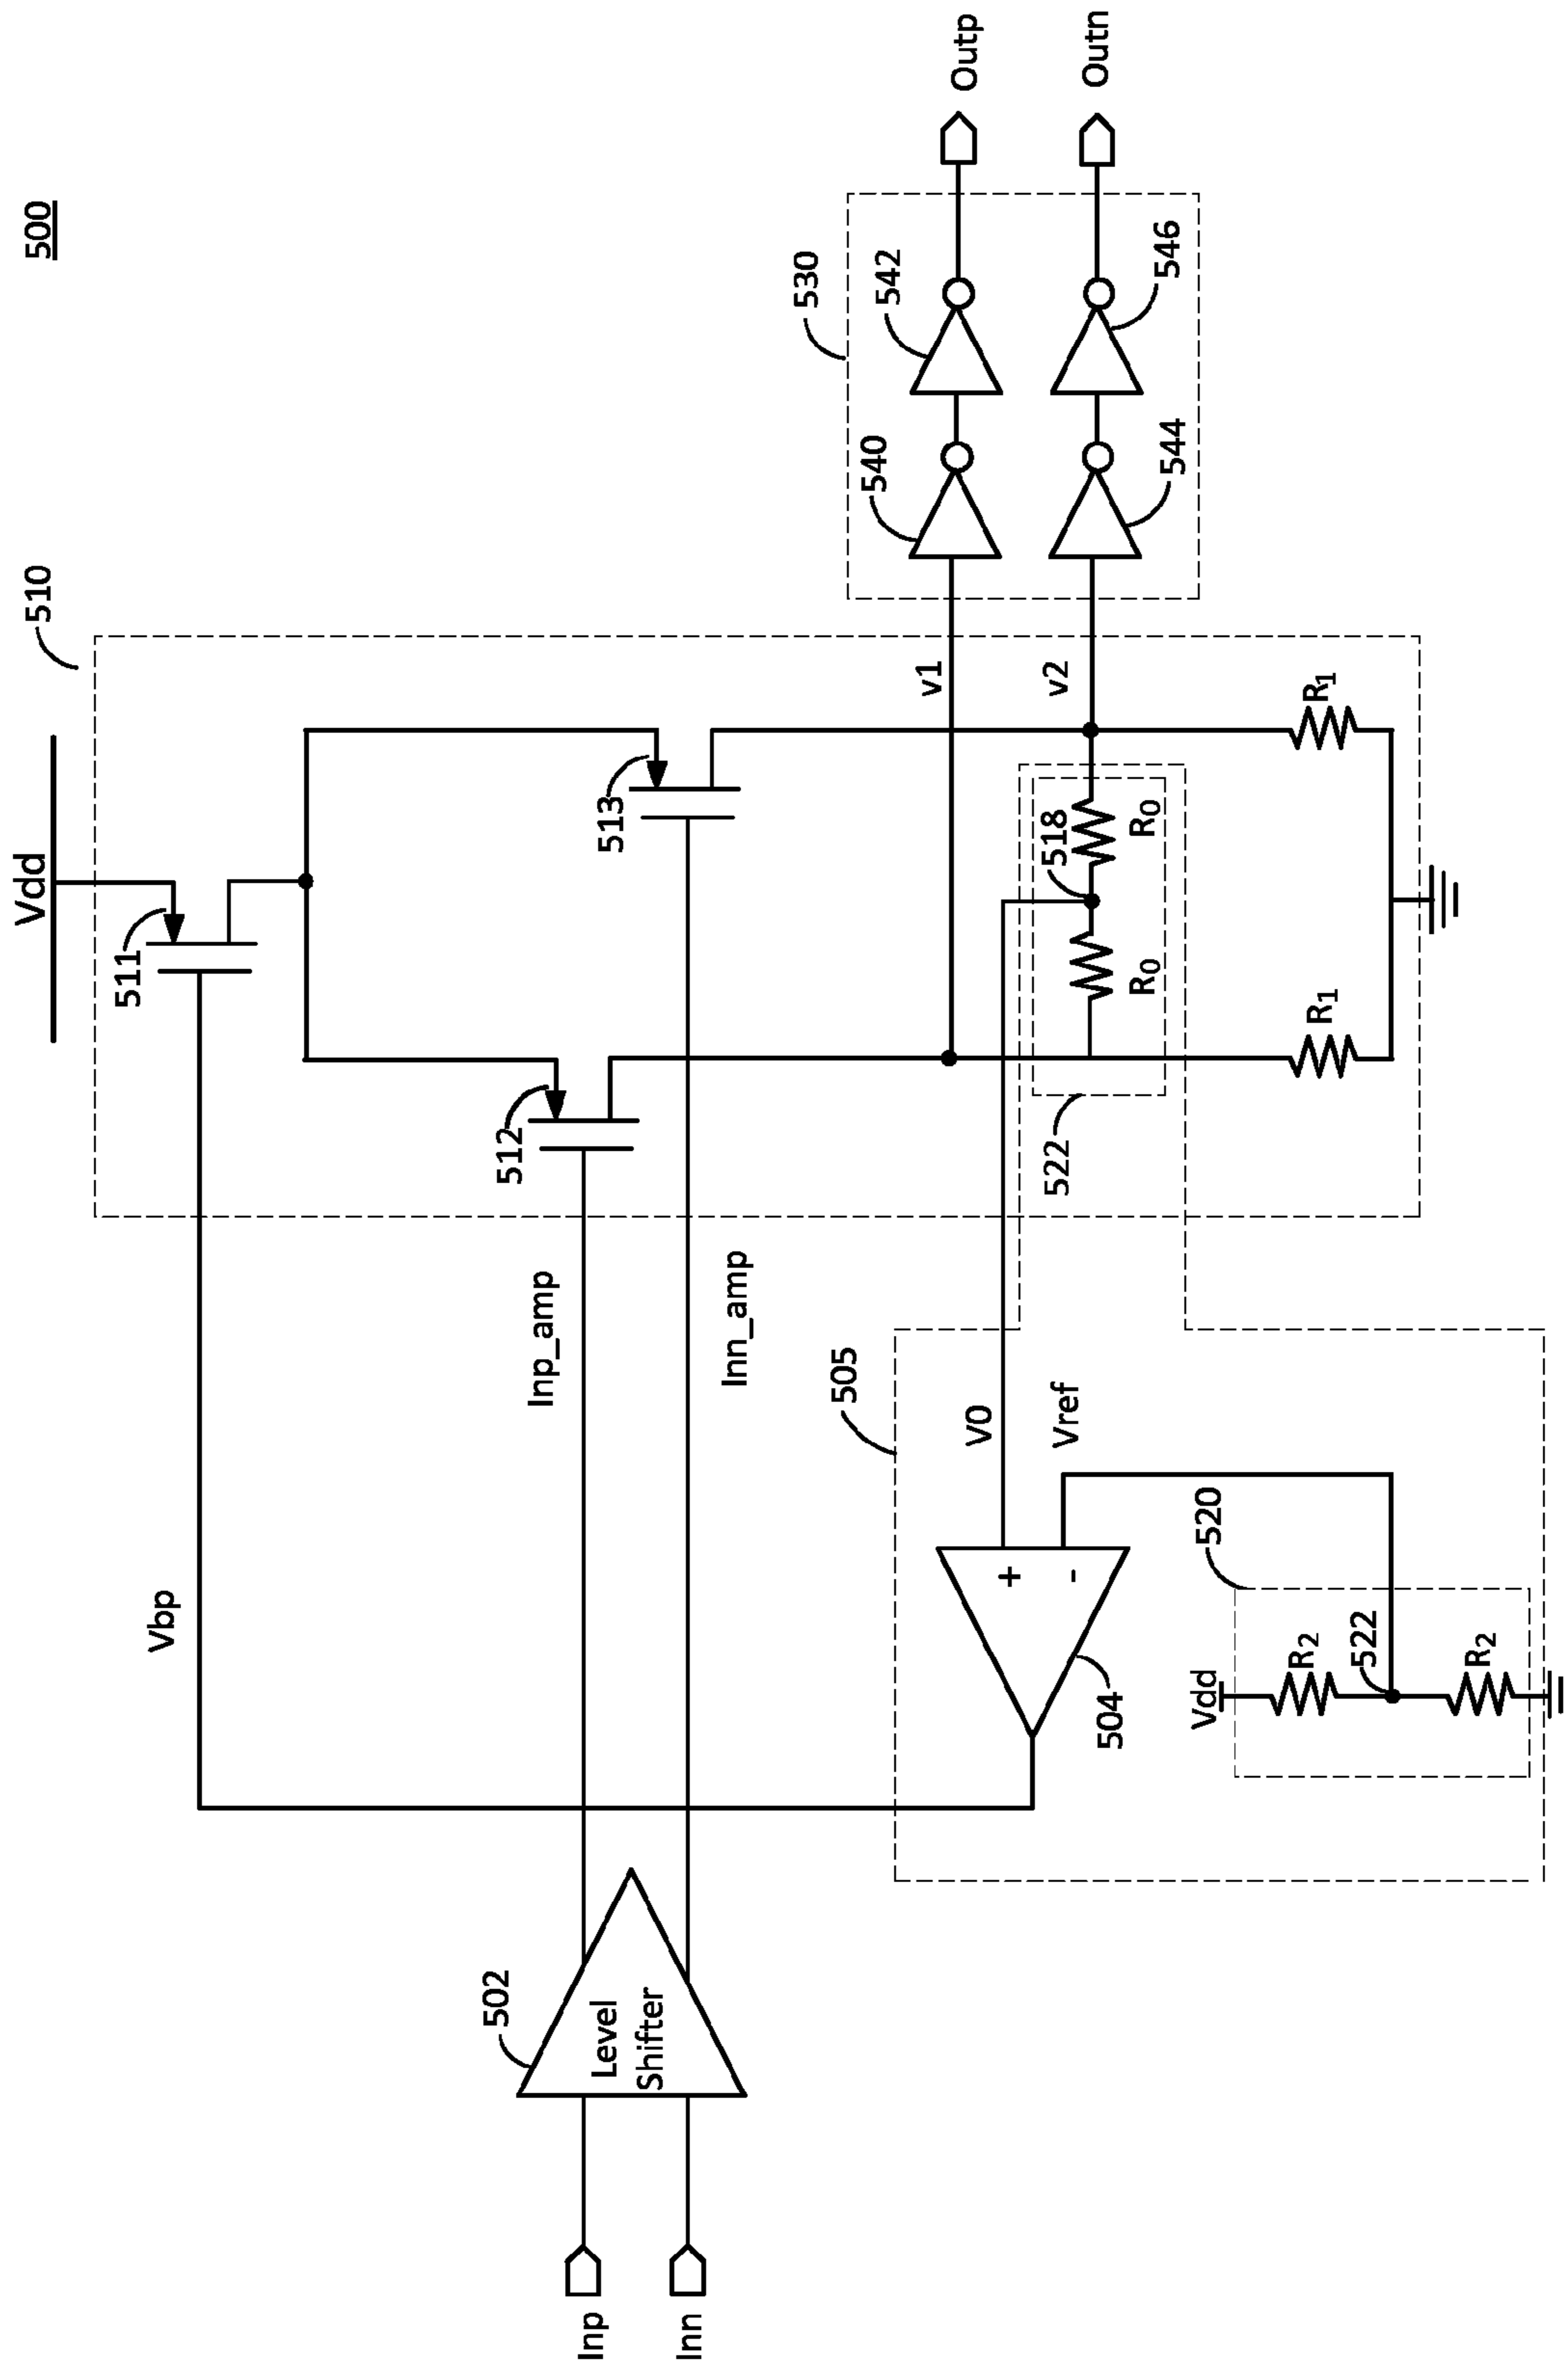 500
Vdd
510
511
Vbp
512
513
Inp_amp
Inn_amp
502
Level
Shifter
Inp
Inn
530
540
542
544
546
Outp
Outn
v1
v2
518
R0
R0
522
R1
R1
505
V0
Vref
+
-
504
520
Vdd
R2
522
R2